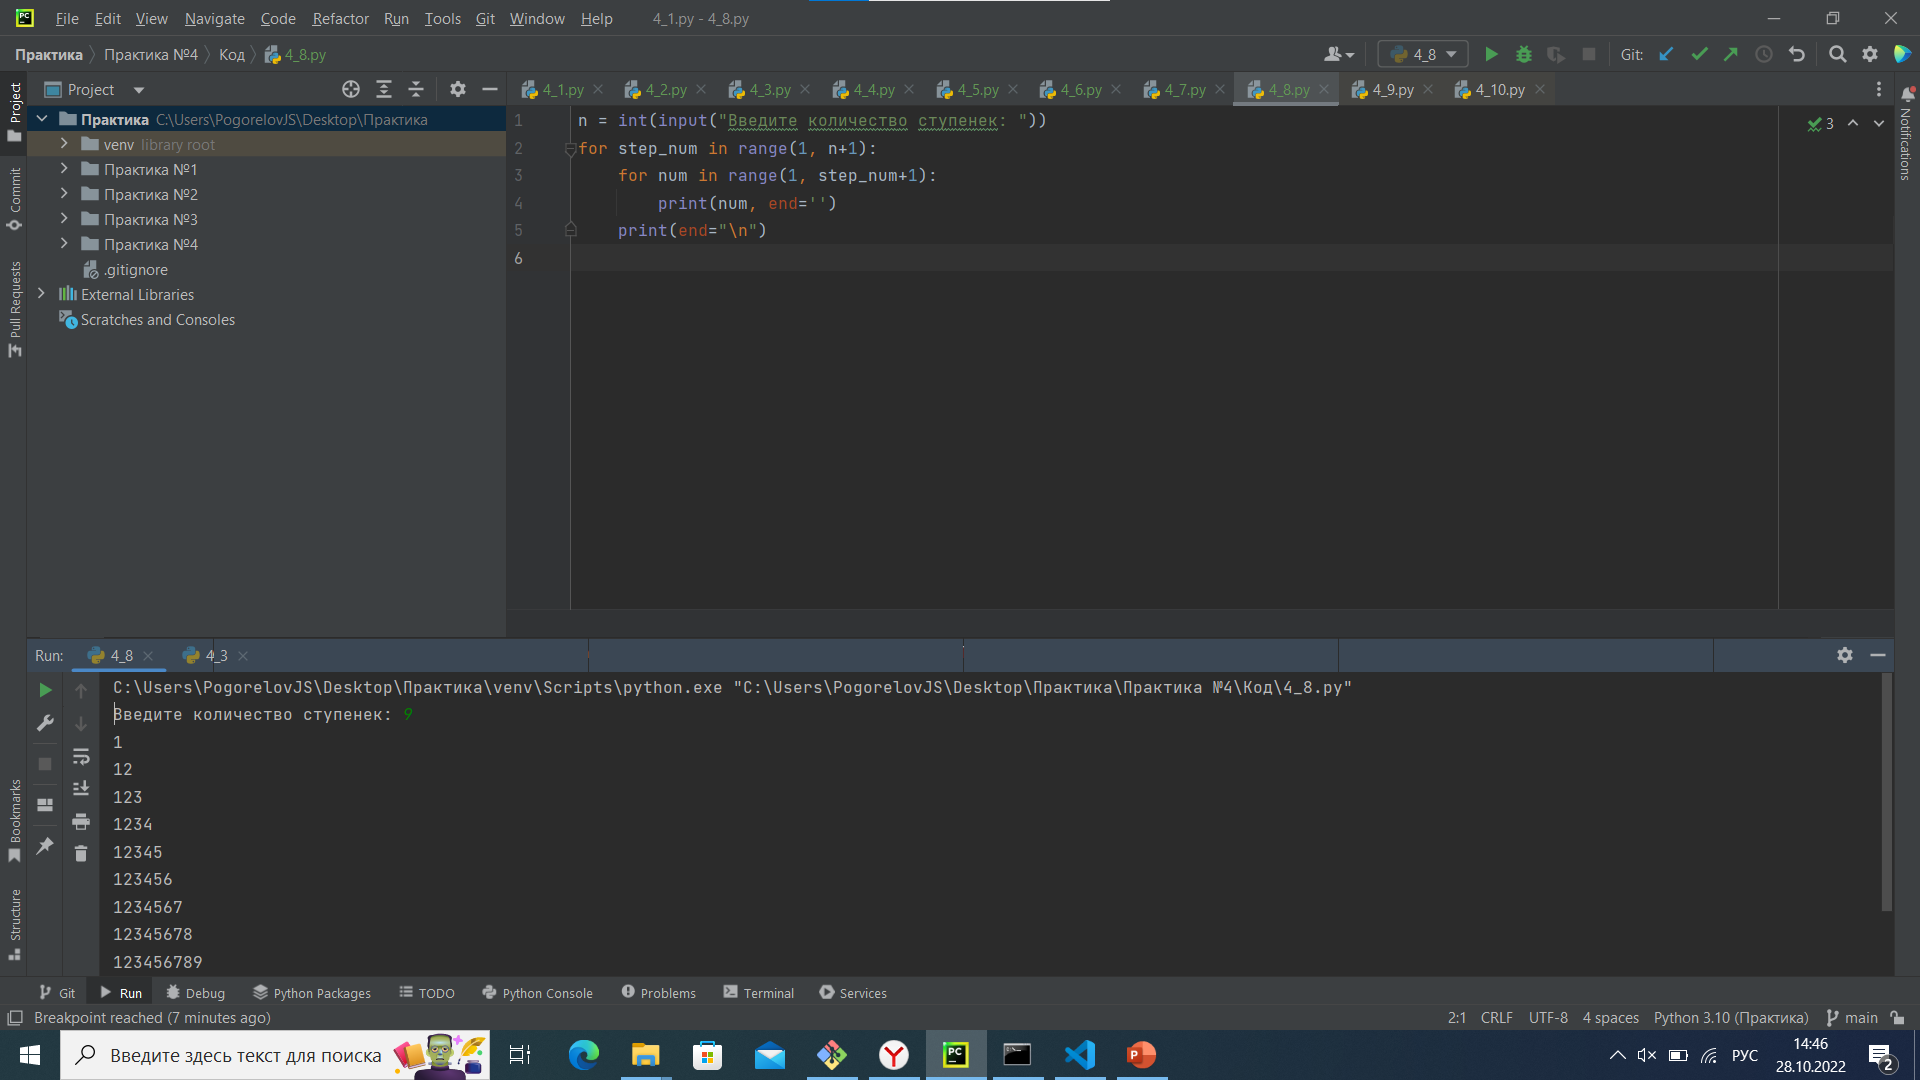 File Edit View Navigate Code Refactor Run Tools Git Window Help 4_1.py - 4_8.py
Практика Практика №4 Код 4_8.py 4_8 Git:
Project 4_1.py 4_2.py 4_3.py 4_4.py 4_5.py 4_6.py 4_7.py 4_8.py 4_9.py 4_10.py
Практика C:\Users\PogorelovJS\Desktop\Практика
venv library root
Практика №1
Практика №2
Практика №3
Практика №4
.gitignore
External Libraries
Scratches and Consoles
Project
Commit
Pull Requests
Bookmarks
Structure
Notifications
1 n = int(input("Введите количество ступенек: "))
2 for step_num in range(1, n+1):
3 for num in range(1, step_num+1):
4 print(num, end='')
5 print(end="\n")
6
3
Run: 4_8 4_3
C:\Users\PogorelovJS\Desktop\Практика\venv\Scripts\python.exe "C:\Users\PogorelovJS\Desktop\Практика\Практика №4\Код\4_8.py"
Введите количество ступенек: 9
1
12
123
1234
12345
123456
1234567
12345678
123456789
Git Run Debug Python Packages TODO Python Console Problems Terminal Services
Breakpoint reached (7 minutes ago) 2:1 CRLF UTF-8 4 spaces Python 3.10 (Практика) main
Введите здесь текст для поиска PC P РУС 14:46
28.10.2022 2